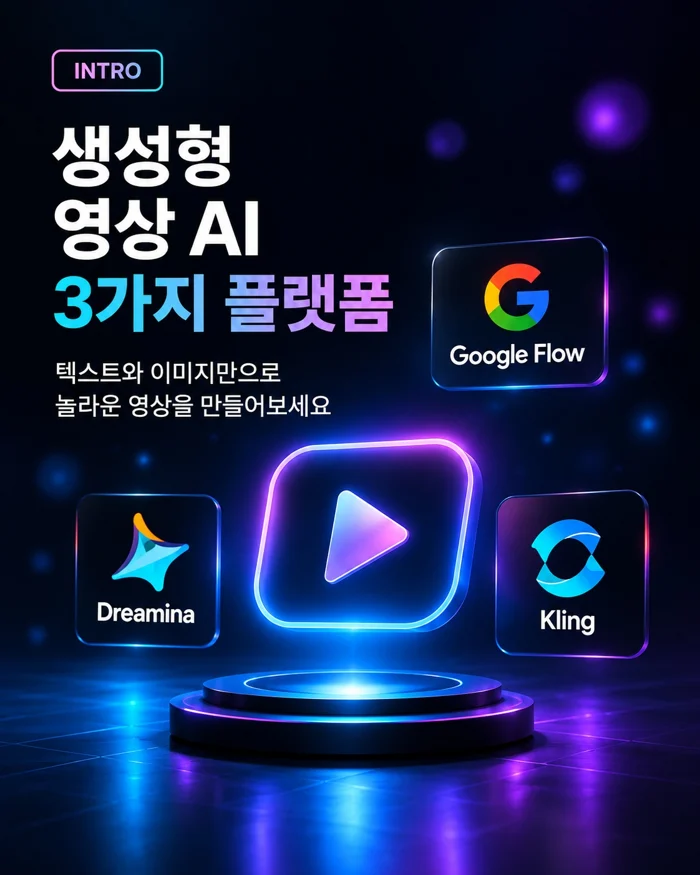 INTRO
생성형
영상 AI
3가지 플랫폼
텍스트와 이미지만으로
놀라운 영상을 만들어보세요
Google Flow
Dreamina
Kling